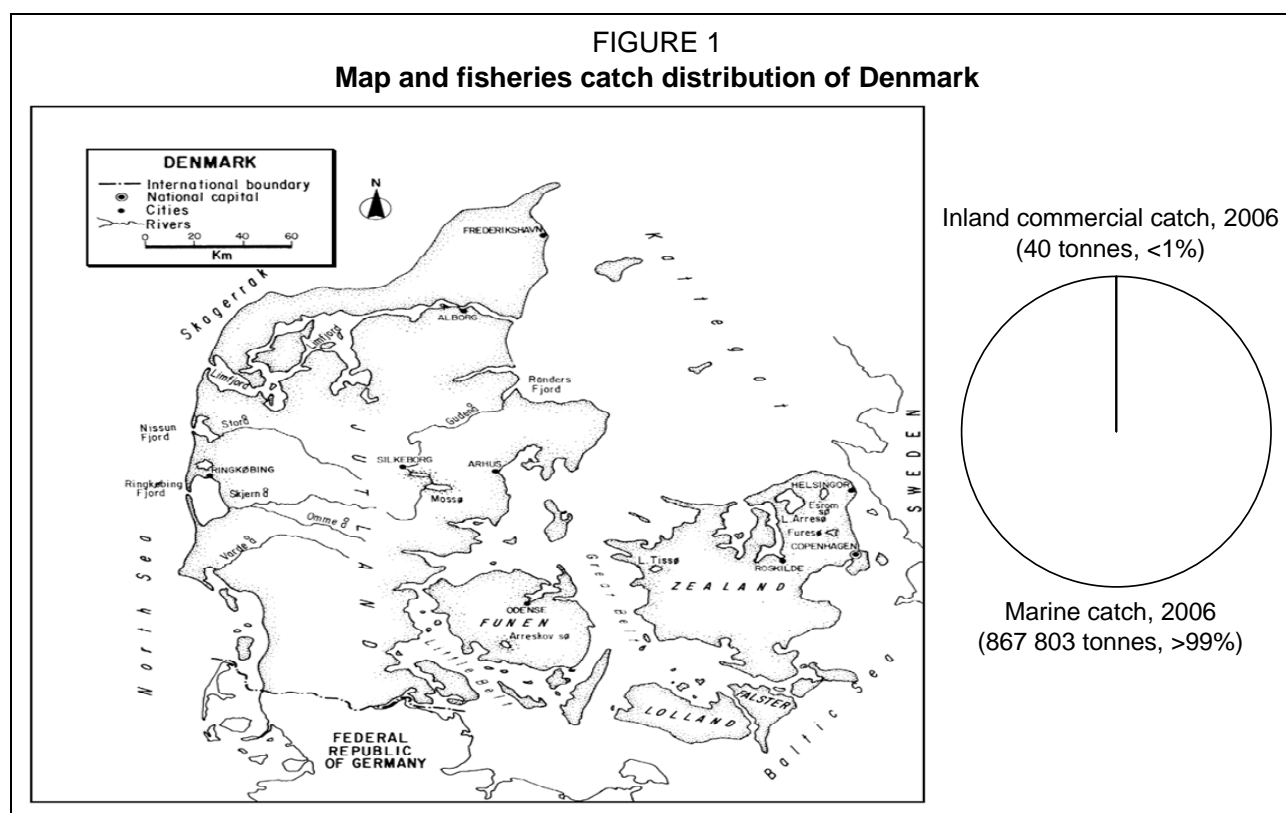 FIGURE 1
Map and fisheries catch distribution of Denmark
DENMARK
International boundary
National capital
Cities
Rivers
0 20 40 60
Km
N
Skagerrak
Kattegat
FREDERIKSHAVN
ALBORG
Limfjord
Limfjord
Randers
Fjord
Gudenå
Nissun
Fjord
Storå
JUTLAND
SILKEBORG
ARHUS
RINGKØBING
Ringkøbing
Fjord
Skjernå
Mossø
Ommeå
Vardeå
North Sea
SWEDEN
HELSINGOR
Esrom
sø
L. Arresø
Furesø
COPENHAGEN
L. Tissø
ROSKILDE
ZEALAND
Great Belt
ODENSE
FUNEN
Arreskov sø
Little Belt
FALSTER
LOLLAND
Baltic Sea
FEDERAL
REPUBLIC
OF GERMANY
Inland commercial catch, 2006
(40 tonnes, <1%)
Marine catch, 2006
(867 803 tonnes, >99%)